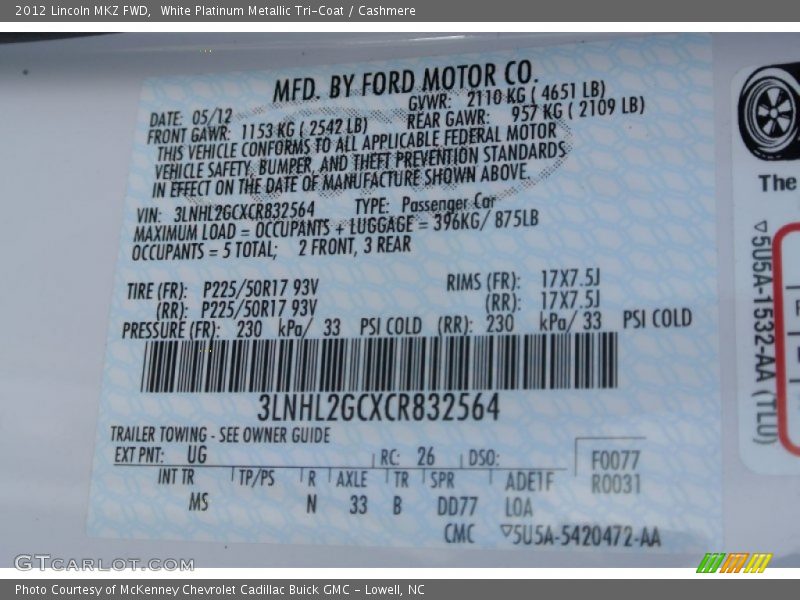 2012 Lincoln MKZ FWD, White Platinum Metallic Tri-Coat / Cashmere
MFD. BY FORD MOTOR CO.
DATE: 05/12 GVWR: 2110 KG ( 4651 LB)
FRONT GAWR: 1153 KG ( 2542 LB) REAR GAWR: 957 KG ( 2109 LB)
THIS VEHICLE CONFORMS TO ALL APPLICABLE FEDERAL MOTOR
VEHICLE SAFETY, BUMPER, AND THEFT PREVENTION STANDARDS
IN EFFECT ON THE DATE OF MANUFACTURE SHOWN ABOVE.
VIN: 3LNHL2GCXCR832564 TYPE: Passenger Car
MAXIMUM LOAD = OCCUPANTS + LUGGAGE = 396KG/ 875LB
OCCUPANTS = 5 TOTAL; 2 FRONT, 3 REAR
TIRE (FR): P225/50R17 93V RIMS (FR): 17X7.5J
(RR): P225/50R17 93V (RR): 17X7.5J
PRESSURE (FR): 230 kPa/ 33 PSI COLD (RR): 230 kPa/ 33 PSI COLD
3LNHL2GCXCR832564
TRAILER TOWING - SEE OWNER GUIDE
EXT PNT: UG RC: 26 DSO: F0077
INT TR TP/PS R AXLE TR SPR ADE1F R0031
MS N 33 B DD77 LOA
CMC ▽5U5A-5420472-AA
The
▽5U5A-1532-AA (TLU)
GTCARLOT.COM
Photo Courtesy of McKenney Chevrolet Cadillac Buick GMC - Lowell, NC